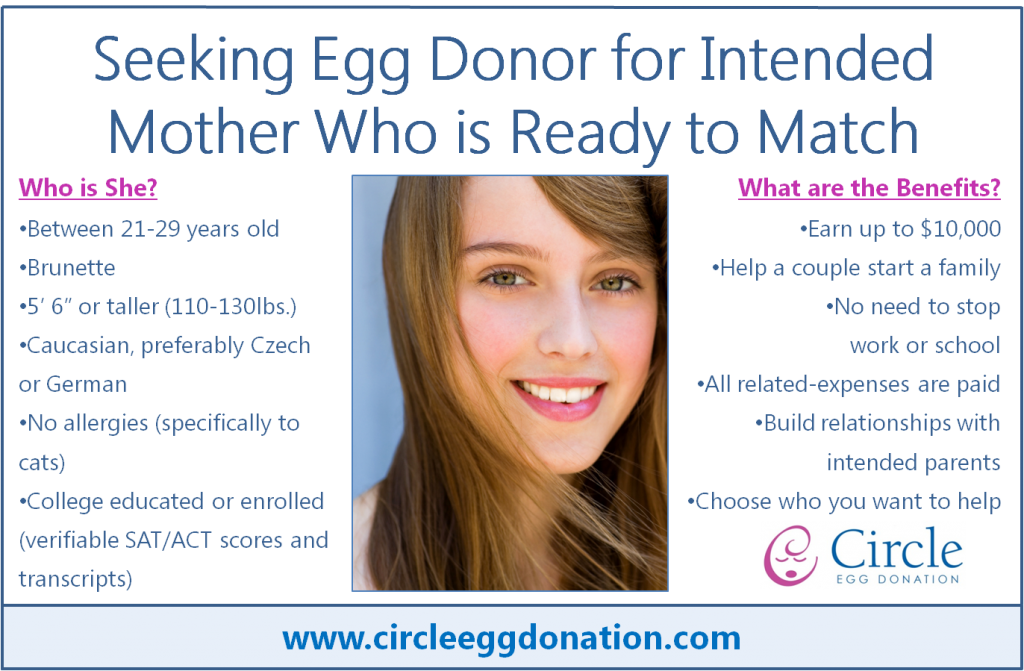 Seeking Egg Donor for Intended
Mother Who is Ready to Match
Who is She?
•Between 21-29 years old
•Brunette
•5’ 6” or taller (110-130lbs.)
•Caucasian, preferably Czech
or German
•No allergies (specifically to
cats)
•College educated or enrolled
(verifiable SAT/ACT scores and
transcripts)
What are the Benefits?
•Earn up to $10,000
•Help a couple start a family
•No need to stop
work or school
•All related-expenses are paid
•Build relationships with
intended parents
•Choose who you want to help
Circle
EGG DONATION
www.circleeggdonation.com